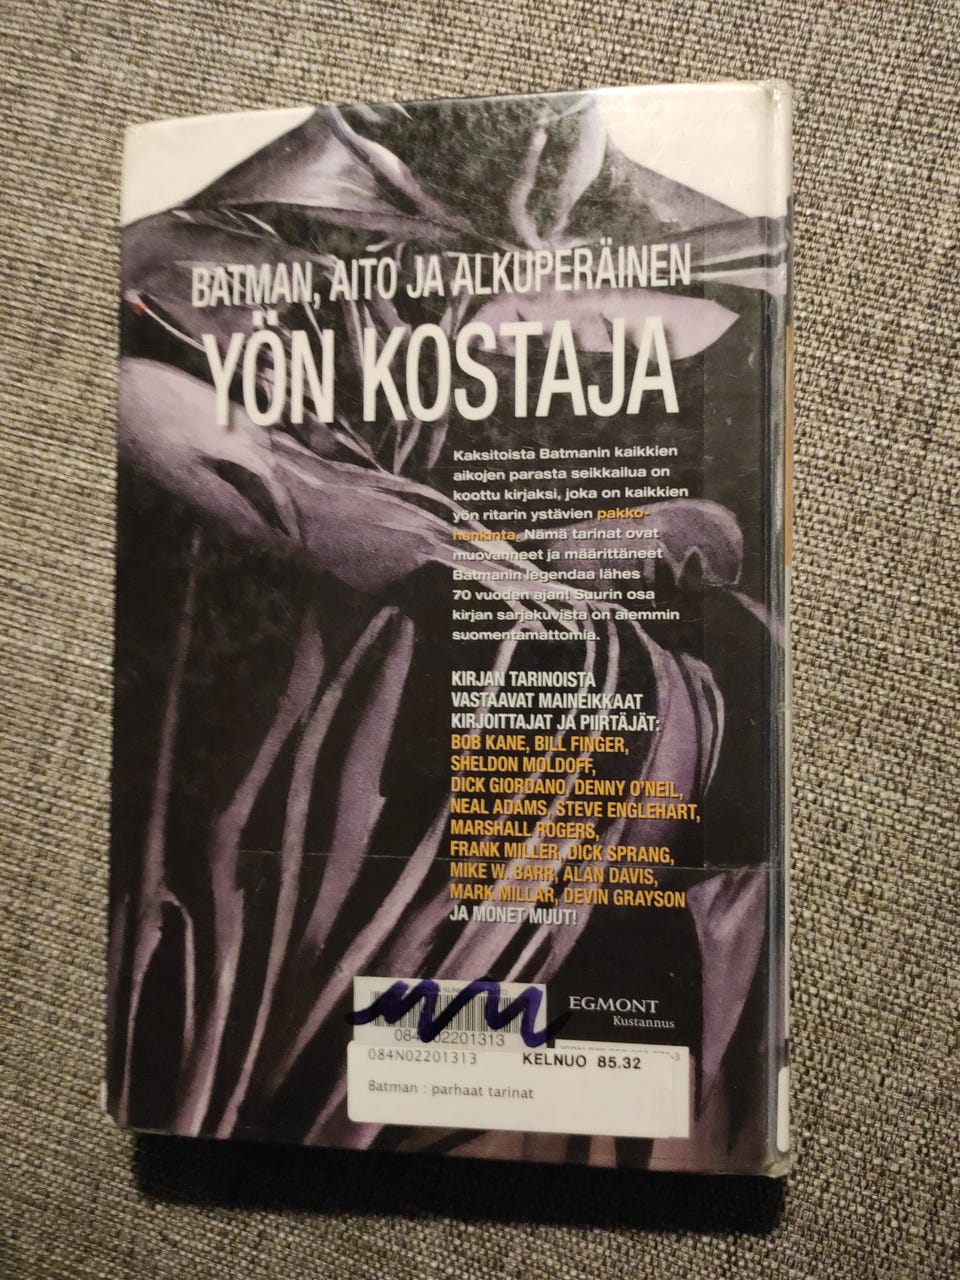 BATMAN, AITO JA ALKUPERÄINEN
YÖN KOSTAJA
Kaksitoista Batmanin kaikkien
aikojen parasta seikkailua on
koottu kirjaksi, joka on kaikkien
yön ritarin ystävien pakko-
hankinta. Nämä tarinat ovat
muovanneet ja määrittäneet
Batmanin legendaa lähes
70 vuoden ajan! Suurin osa
kirjan sarjakuvista on aiemmin
suomentamattomia.
KIRJAN TARINOISTA
VASTAAVAT MAINEIKKAAT
KIRJOITTAJAT JA PIIRTÄJÄT:
BOB KANE, BILL FINGER,
SHELDON MOLDOFF,
DICK GIORDANO, DENNY O'NEIL,
NEAL ADAMS, STEVE ENGLEHART,
MARSHALL ROGERS,
FRANK MILLER, DICK SPRANG,
MIKE W. BARR, ALAN DAVIS,
MARK MILLAR, DEVIN GRAYSON
JA MONET MUUT!
EGMONT
Kustannus
084N02201313
084N02201313 KELNUO 85.32
Batman : parhaat tarinat